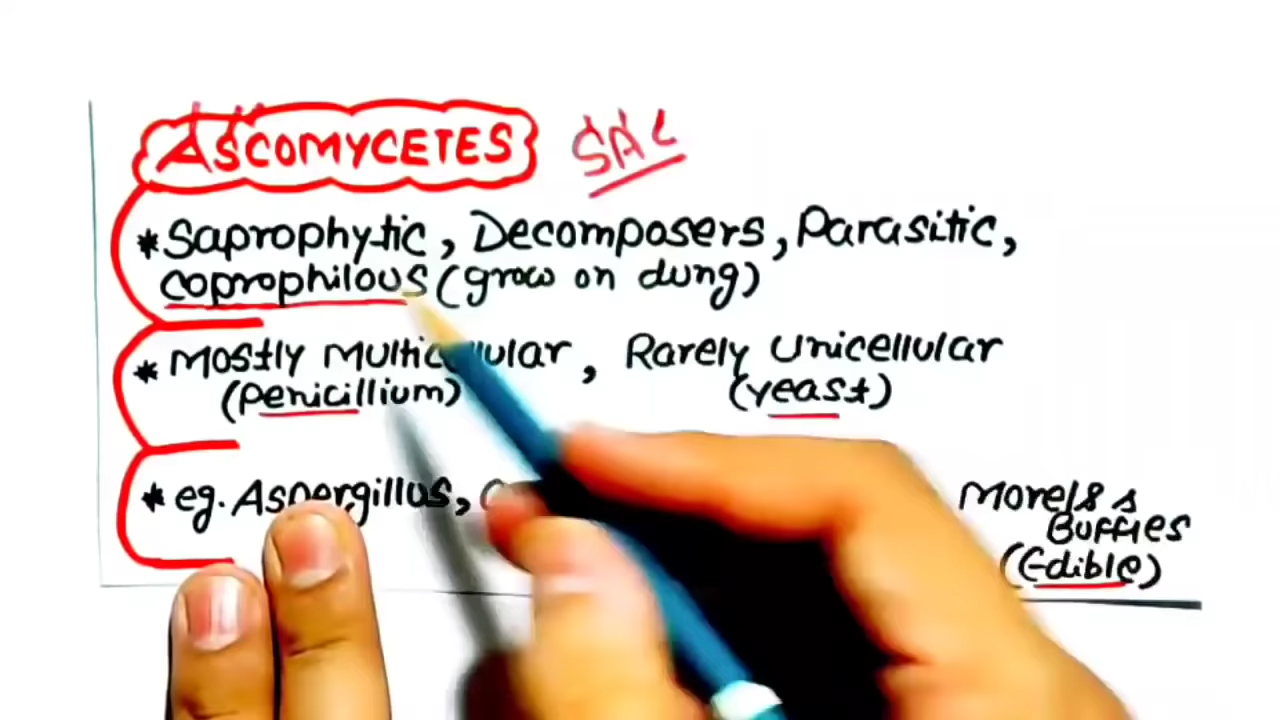 ASCOMYCETES SAC
* Saprophytic, Decomposers, Parasitic,
coprophilous (grow on dung)
* Mostly Multicellular, Rarely Unicellular
(Penicillium) (yeast)
* eg. Aspergillus, Morels &
Buffles
(Edible)